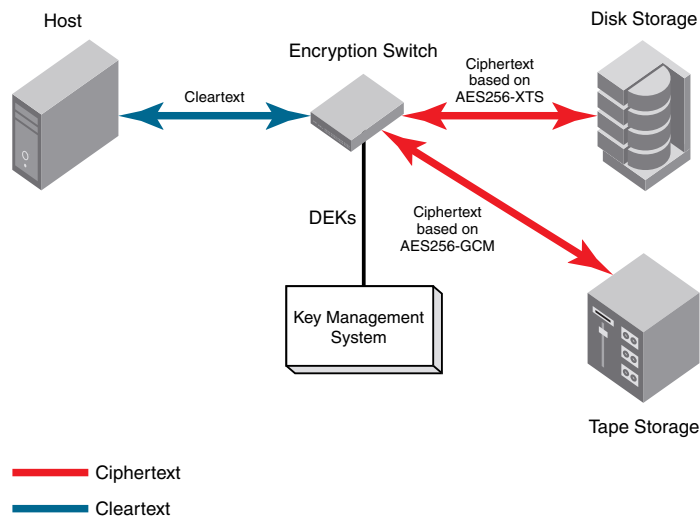 Host
Encryption Switch
Disk Storage
Cleartext
Ciphertext
based on
AES256-XTS
DEKs
Ciphertext
based on
AES256-GCM
Key Management
System
Tape Storage
Ciphertext
Cleartext